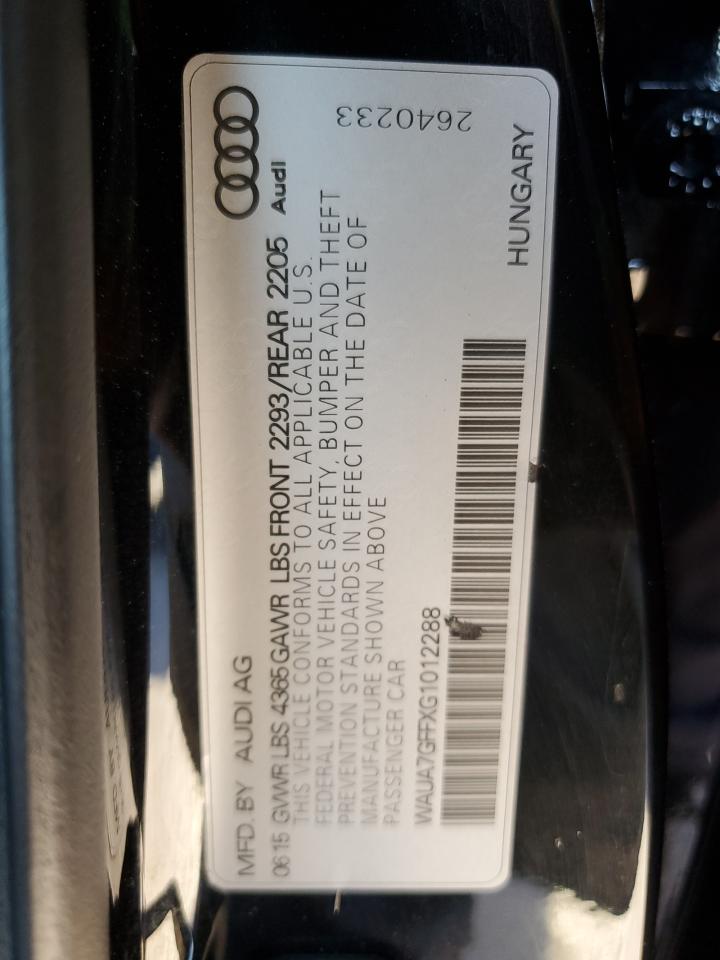 MFD. BY AUDI AG
0615 GVWR LBS 4365 GAWR LBS FRONT 2293/REAR 2205 Audi
THIS VEHICLE CONFORMS TO ALL APPLICABLE U.S.
FEDERAL MOTOR VEHICLE SAFETY, BUMPER AND THEFT
PREVENTION STANDARDS IN EFFECT ON THE DATE OF
MANUFACTURE SHOWN ABOVE
PASSENGER CAR
WAUA7GFFXG1012288
HUNGARY
2640233